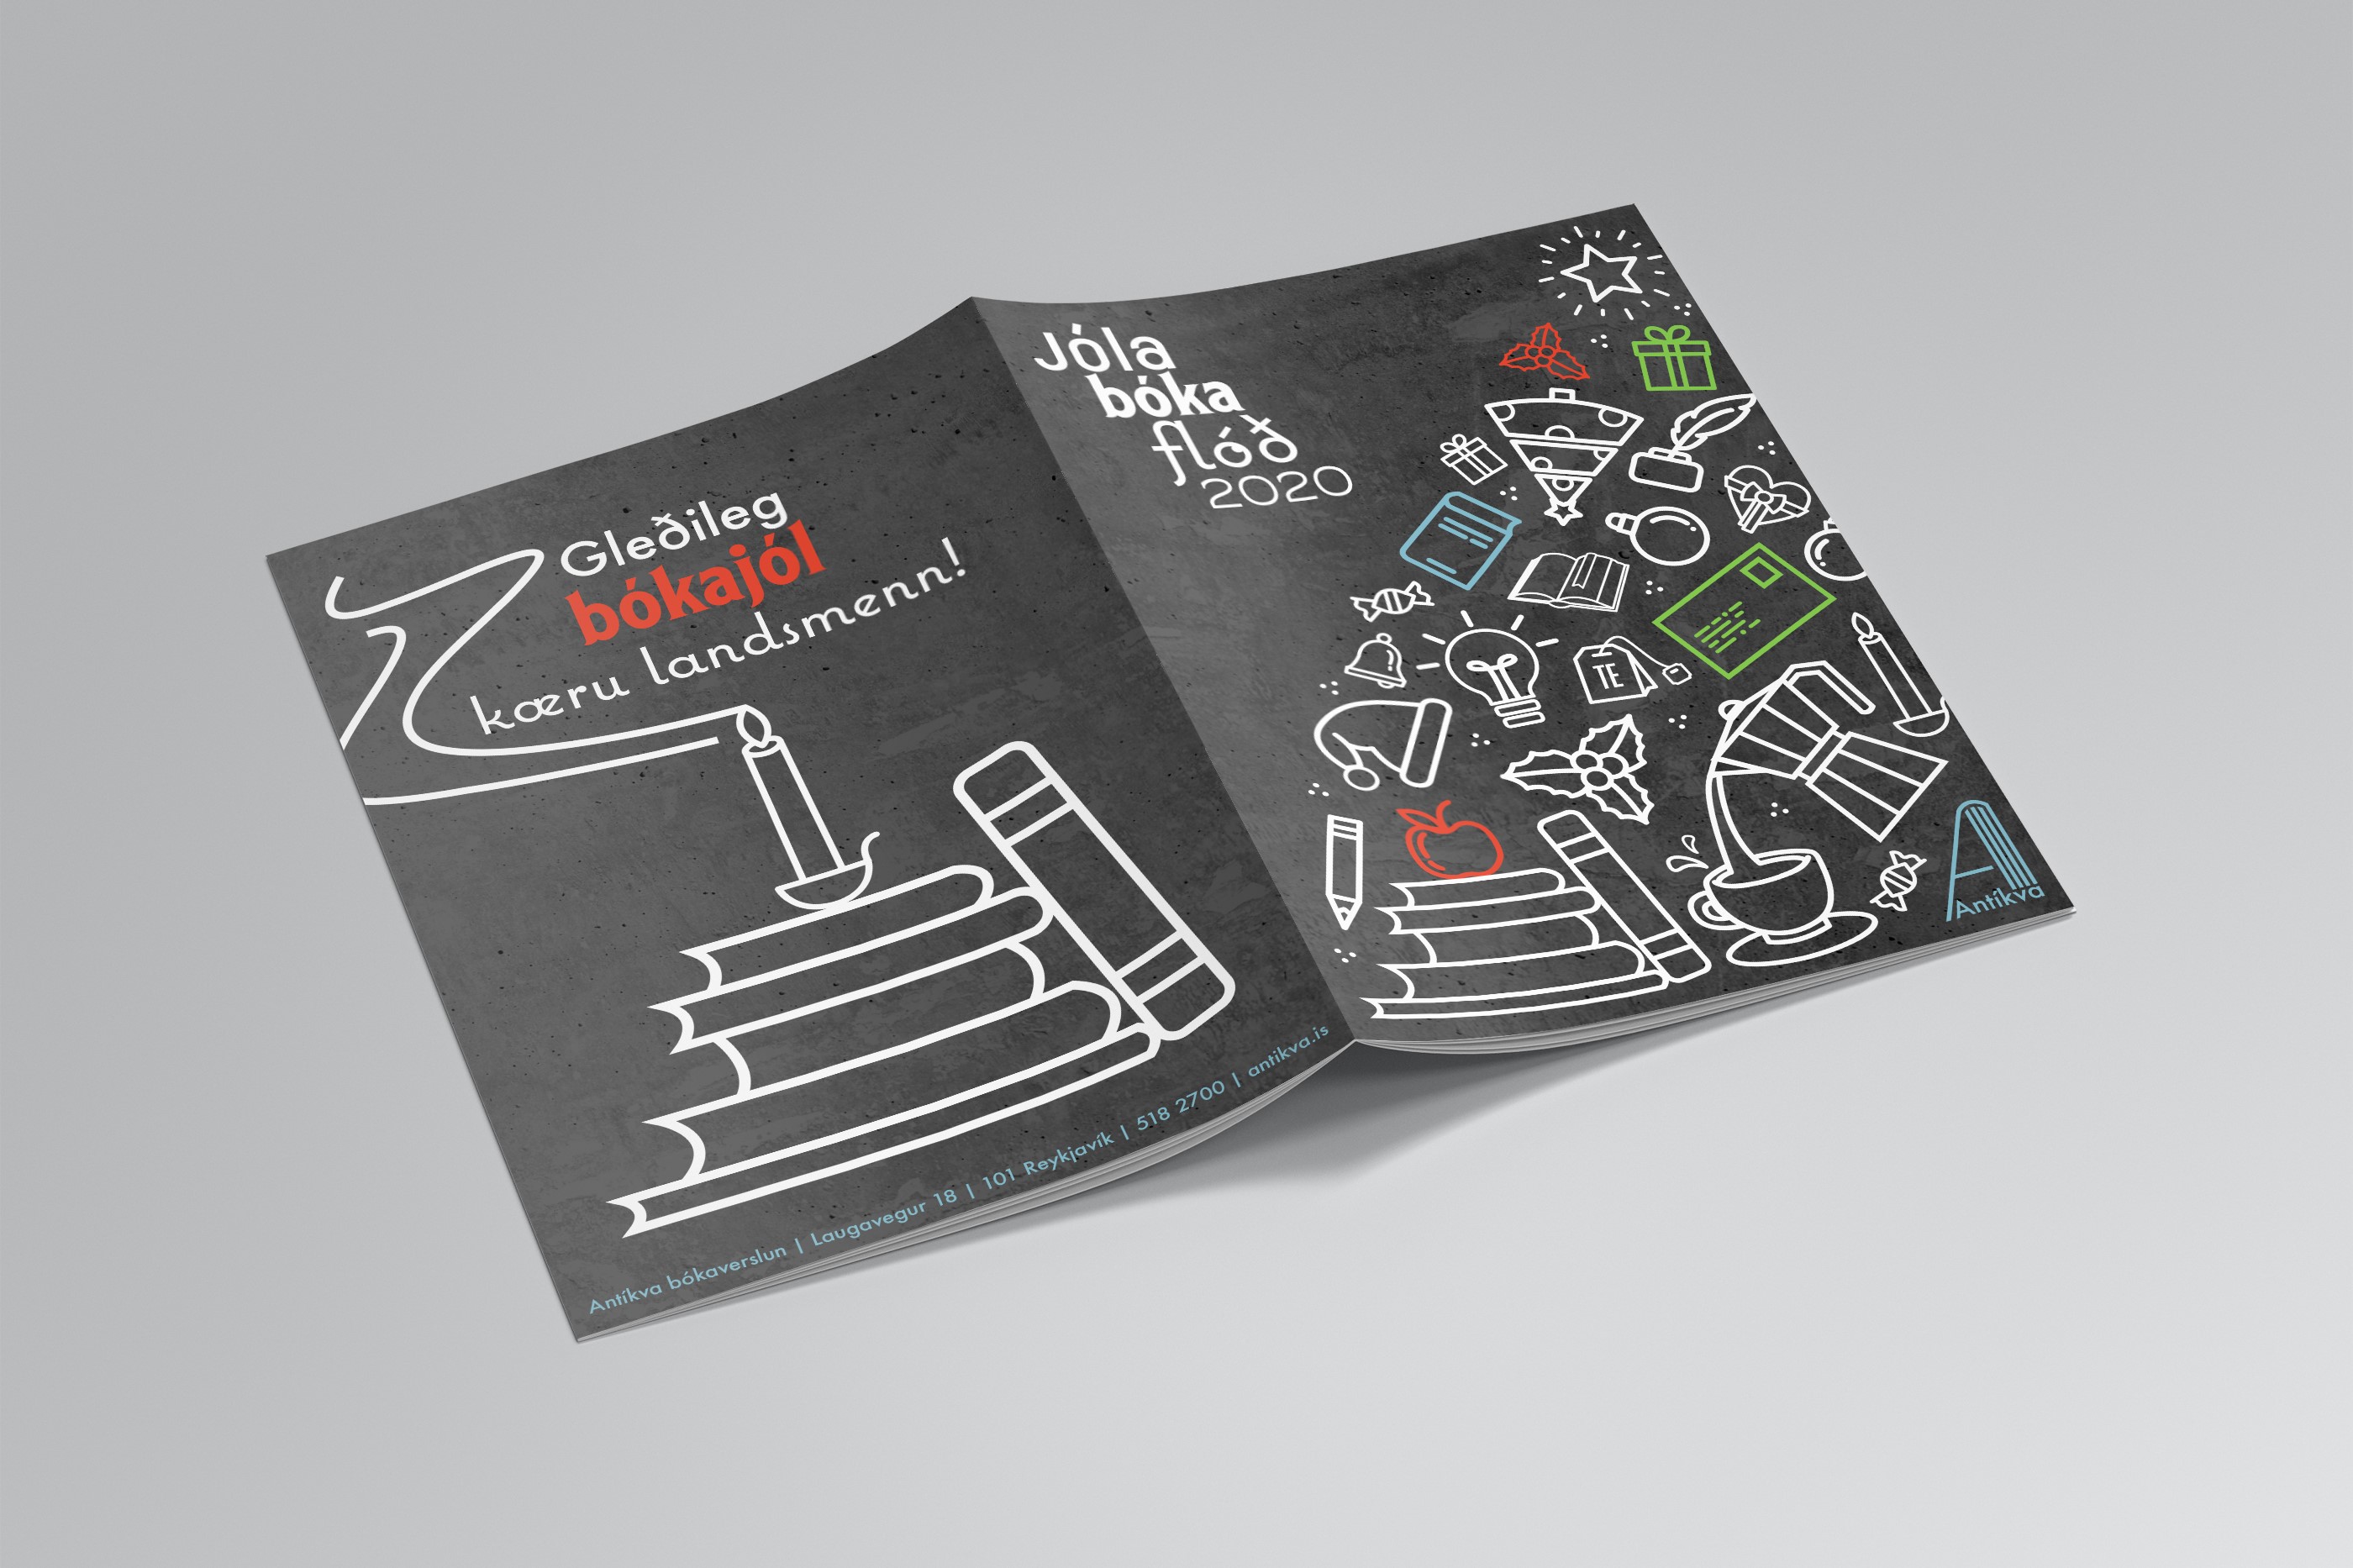 Gleðileg
bókajól
kæru landsmenn!
Antíkva bókaverslun | Laugavegur 18 | 101 Reykjavík | 518 2700 | antikva.is
Jóla
bóka
flóð
2020
TE
Antíkva